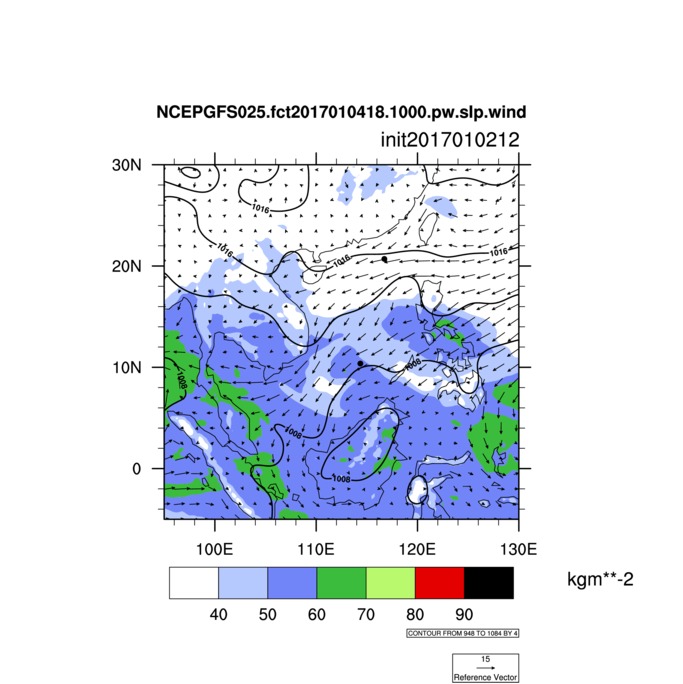 NCEPGFS025.fct2017010418.1000.pw.slp.wind
init2017010212
30N
20N
10N
0
1016
1016
1016
1016
1008
1008
1008
1008
100E 110E 120E 130E
40 50 60 70 80 90
kgm**-2
CONTOUR FROM 948 TO 1084 BY 4
15
Reference Vector